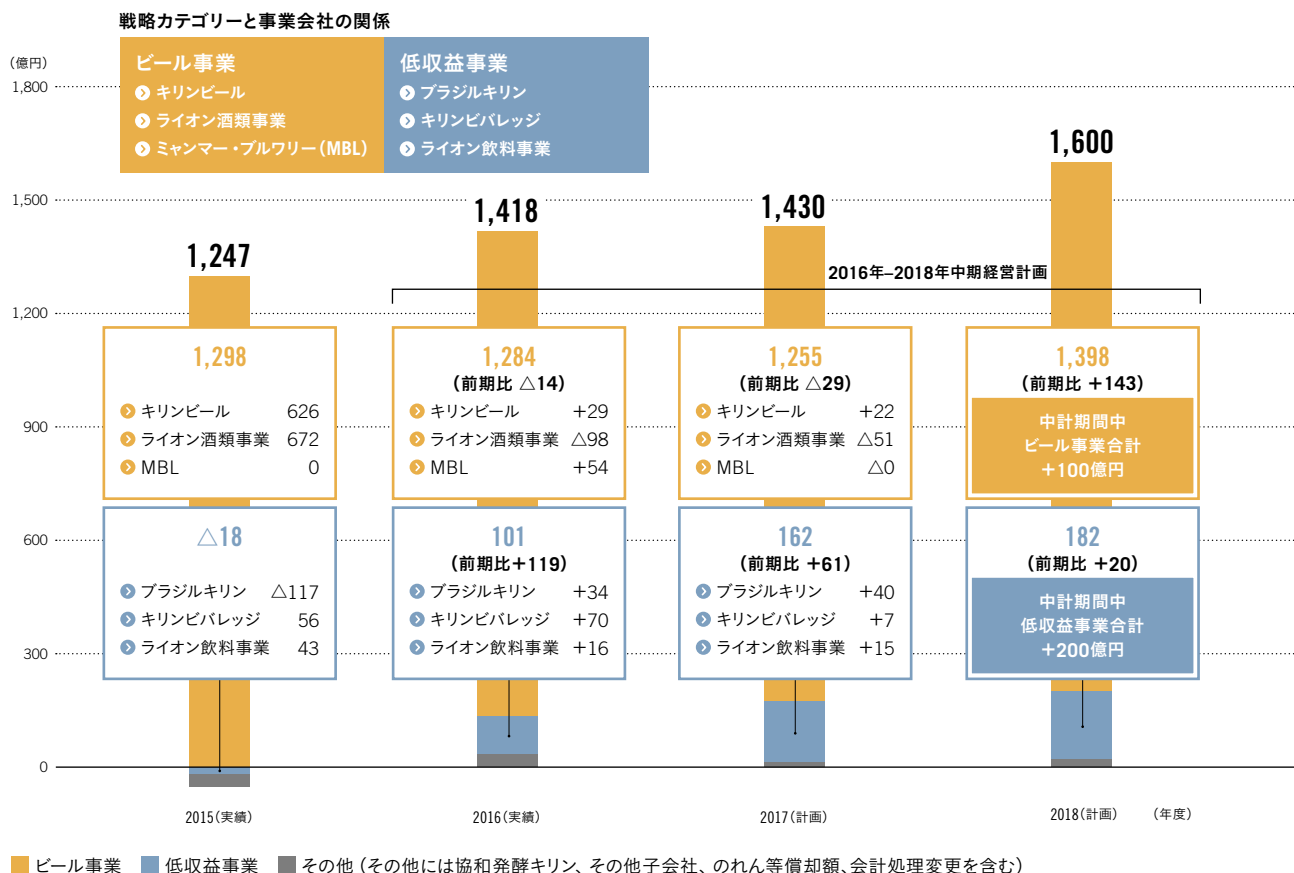 戦略カテゴリーと事業会社の関係
ビール事業
キリンビール
ライオン酒類事業
ミャンマー・ブルワリー(MBL)
低収益事業
ブラジルキリン
キリンビバレッジ
ライオン飲料事業
(億円)
1,800
1,500
1,200
900
600
300
0
1,247
1,418
1,430
1,600
2016年–2018年中期経営計画
1,298
キリンビール 626
ライオン酒類事業 672
MBL 0
△18
ブラジルキリン △117
キリンビバレッジ 56
ライオン飲料事業 43
1,284
(前期比 △14)
キリンビール +29
ライオン酒類事業 △98
MBL +54
101
(前期比+119)
ブラジルキリン +34
キリンビバレッジ +70
ライオン飲料事業 +16
1,255
(前期比 △29)
キリンビール +22
ライオン酒類事業 △51
MBL △0
162
(前期比 +61)
ブラジルキリン +40
キリンビバレッジ +7
ライオン飲料事業 +15
1,398
(前期比 +143)
中計期間中
ビール事業合計
+100億円
182
(前期比 +20)
中計期間中
低収益事業合計
+200億円
2015(実績)
2016(実績)
2017(計画)
2018(計画)
(年度)
ビール事業 低収益事業 その他 (その他には協和発酵キリン、その他子会社、のれん等償却額、会計処理変更を含む)